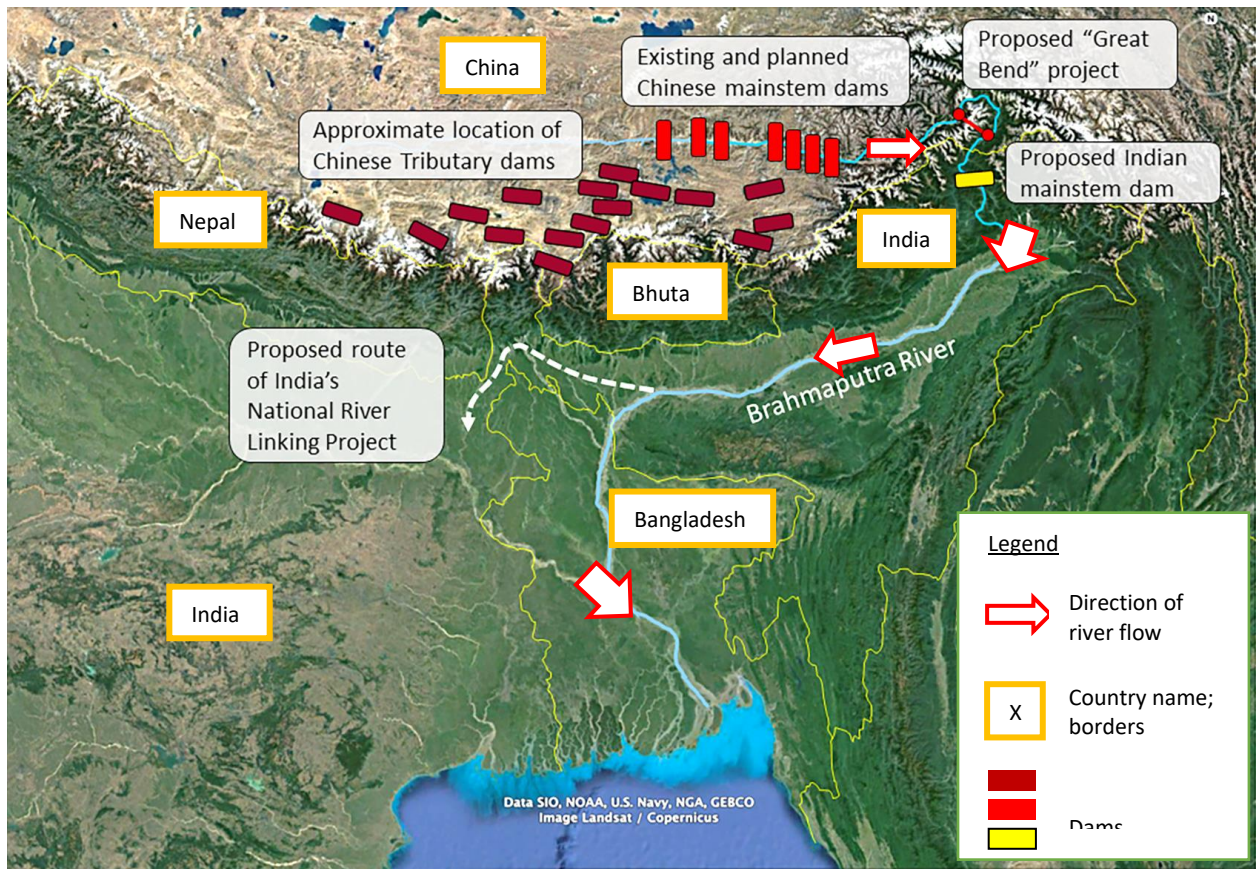 N
China
Existing and planned
Chinese mainstem dams
Proposed “Great
Bend” project
Approximate location of
Chinese Tributary dams
Proposed Indian
mainstem dam
Nepal
India
Bhuta
Proposed route
of India’s
National River
Linking Project
Brahmaputra River
Bangladesh
India
Legend
Direction of
river flow
X
Country name;
borders
Dams
Data SIO, NOAA, U.S. Navy, NGA, GEBCO
Image Landsat / Copernicus